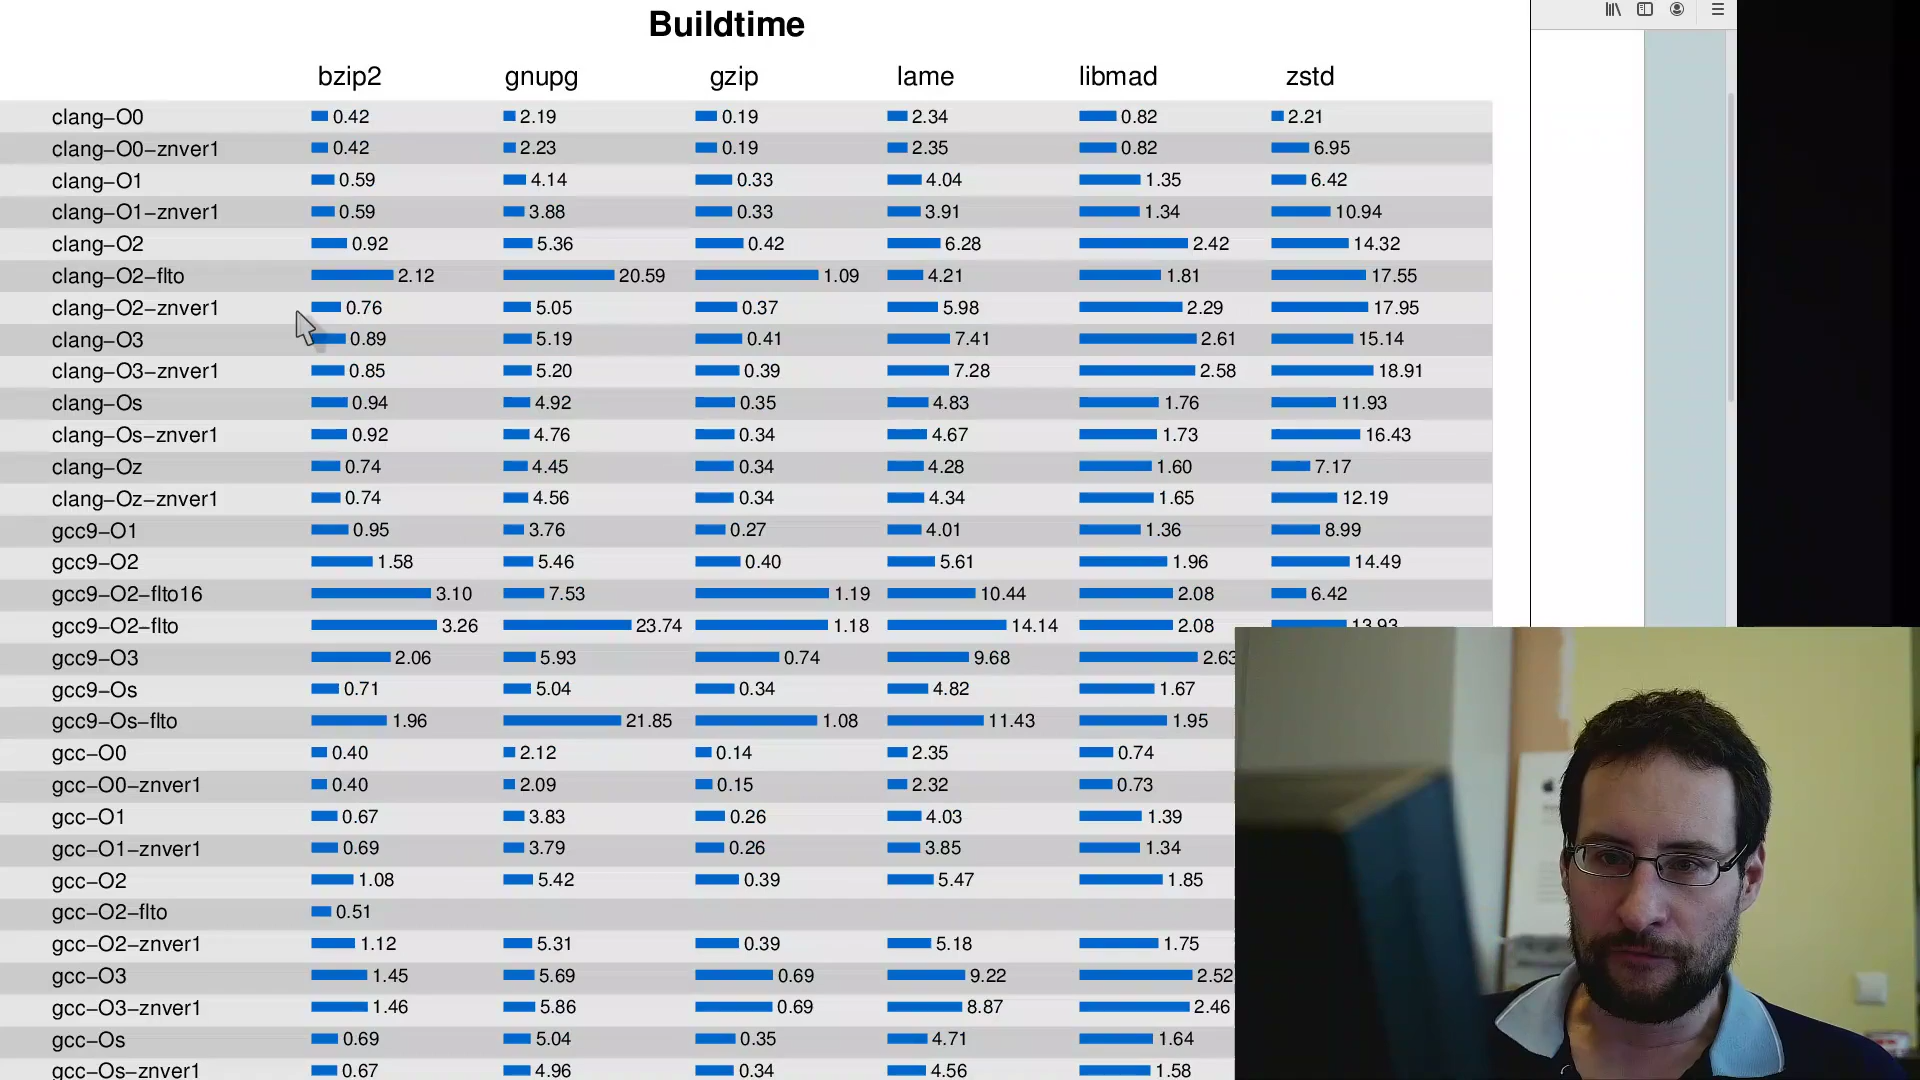 Buildtime
bzip2 gnupg gzip lame libmad zstd
clang−O0 0.42 2.19 0.19 2.34 0.82 2.21
clang−O0−znver1 0.42 2.23 0.19 2.35 0.82 6.95
clang−O1 0.59 4.14 0.33 4.04 1.35 6.42
clang−O1−znver1 0.59 3.88 0.33 3.91 1.34 10.94
clang−O2 0.92 5.36 0.42 6.28 2.42 14.32
clang−O2−flto 2.12 20.59 1.09 4.21 1.81 17.55
clang−O2−znver1 0.76 5.05 0.37 5.98 2.29 17.95
clang−O3 0.89 5.19 0.41 7.41 2.61 15.14
clang−O3−znver1 0.85 5.20 0.39 7.28 2.58 18.91
clang−Os 0.94 4.92 0.35 4.83 1.76 11.93
clang−Os−znver1 0.92 4.76 0.34 4.67 1.73 16.43
clang−Oz 0.74 4.45 0.34 4.28 1.60 7.17
clang−Oz−znver1 0.74 4.56 0.34 4.34 1.65 12.19
gcc9−O1 0.95 3.76 0.27 4.01 1.36 8.99
gcc9−O2 1.58 5.46 0.40 5.61 1.96 14.49
gcc9−O2−flto16 3.10 7.53 1.19 10.44 2.08 6.42
gcc9−O2−flto 3.26 23.74 1.18 14.14 2.08 13.93
gcc9−O3 2.06 5.93 0.74 9.68 2.63
gcc9−Os 0.71 5.04 0.34 4.82 1.67
gcc9−Os−flto 1.96 21.85 1.08 11.43 1.95
gcc−O0 0.40 2.12 0.14 2.35 0.74
gcc−O0−znver1 0.40 2.09 0.15 2.32 0.73
gcc−O1 0.67 3.83 0.26 4.03 1.39
gcc−O1−znver1 0.69 3.79 0.26 3.85 1.34
gcc−O2 1.08 5.42 0.39 5.47 1.85
gcc−O2−flto 0.51
gcc−O2−znver1 1.12 5.31 0.39 5.18 1.75
gcc−O3 1.45 5.69 0.69 9.22 2.52
gcc−O3−znver1 1.46 5.86 0.69 8.87 2.46
gcc−Os 0.69 5.04 0.35 4.71 1.64
gcc−Os−znver1 0.67 4.96 0.34 4.56 1.58